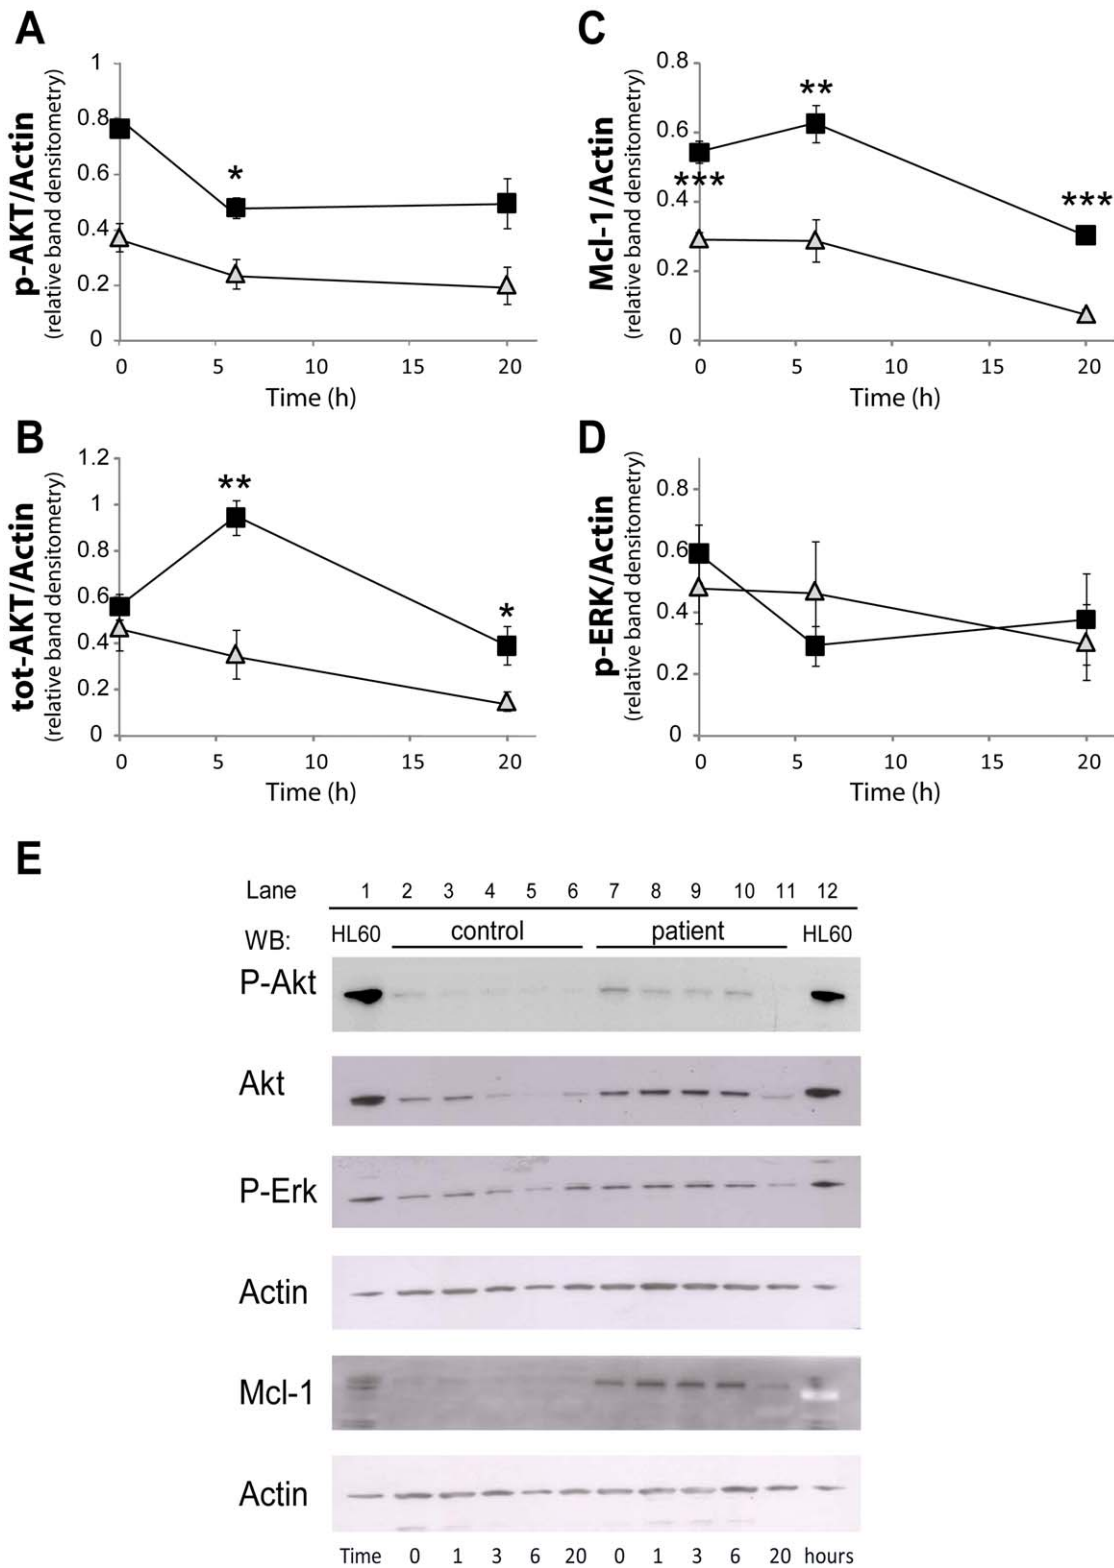 A
p-AKT/Actin
(relative band densitometry)
1
0.8
0.6
0.4
0.2
0
*
0 5 10 15 20
Time (h)
C
Mcl-1/Actin
(relative band densitometry)
0.8
0.6
0.4
0.2
0
**
***
***
0 5 10 15 20
Time (h)
B
tot-AKT/Actin
(relative band densitometry)
1.2
1
0.8
0.6
0.4
0.2
0
**
*
0 5 10 15 20
Time (h)
D
p-ERK/Actin
(relative band densitometry)
0.8
0.6
0.4
0.2
0
0 5 10 15 20
Time (h)
E
Lane 1 2 3 4 5 6 7 8 9 10 11 12
WB: HL60 control patient HL60
P-Akt
Akt
P-Erk
Actin
Mcl-1
Actin
Time 0 1 3 6 20 0 1 3 6 20 hours